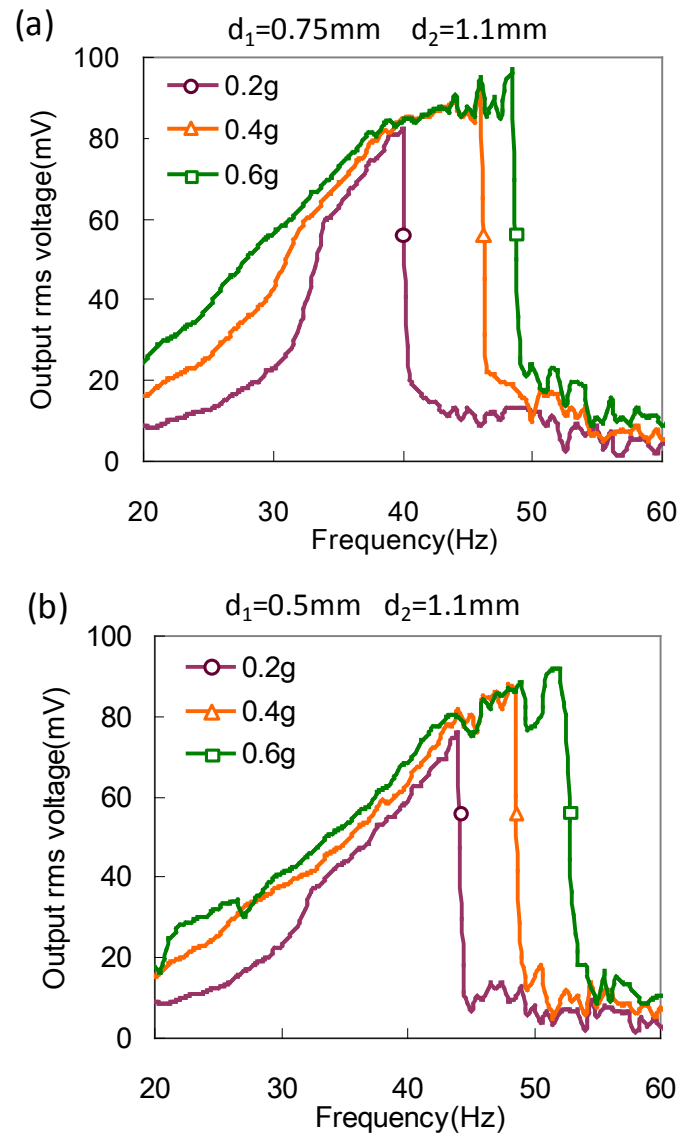 (a)
d₁=0.75mm d₂=1.1mm
Output rms voltage(mV)
100
80
60
40
20
0
0.2g
0.4g
0.6g
20 30 40 50 60
Frequency(Hz)
(b)
d₁=0.5mm d₂=1.1mm
Output rms voltage(mV)
100
80
60
40
20
0
0.2g
0.4g
0.6g
20 30 40 50 60
Frequency(Hz)